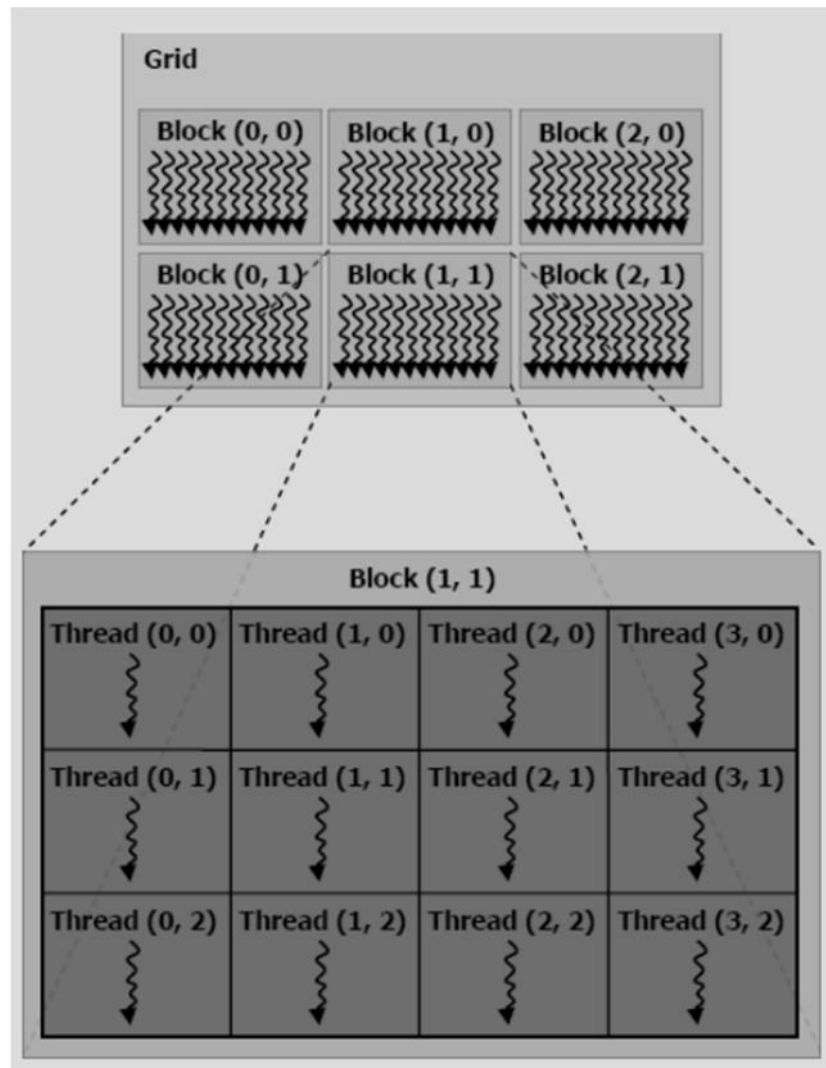 Grid
Block (0, 0) Block (1, 0) Block (2, 0)
Block (0, 1) Block (1, 1) Block (2, 1)
Block (1, 1)
Thread (0, 0) Thread (1, 0) Thread (2, 0) Thread (3, 0)
Thread (0, 1) Thread (1, 1) Thread (2, 1) Thread (3, 1)
Thread (0, 2) Thread (1, 2) Thread (2, 2) Thread (3, 2)